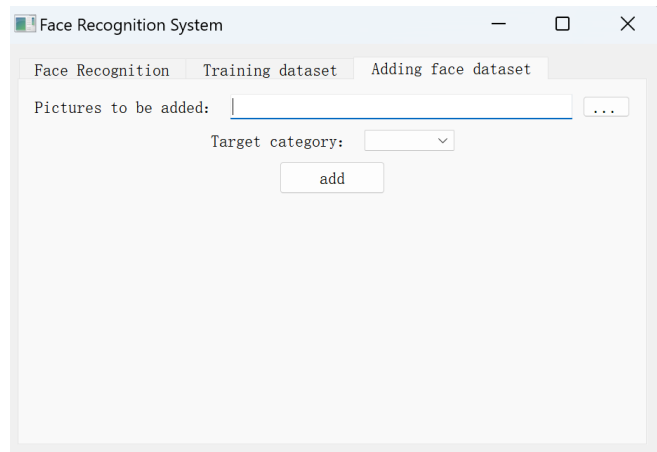 Face Recognition System
Face Recognition Training dataset Adding face dataset
Pictures to be added: ...
Target category:
add